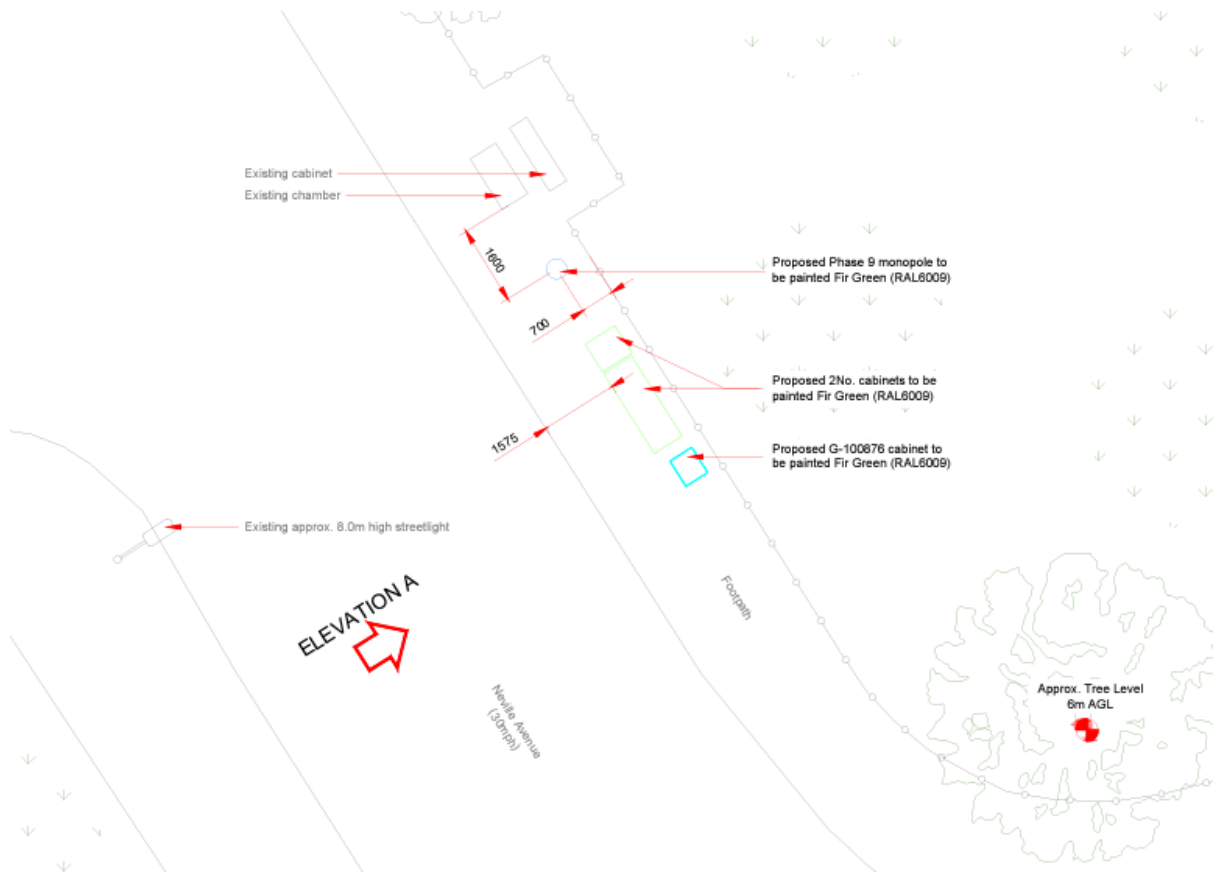 Existing cabinet
Existing chamber
1600
Proposed Phase 9 monopole to
be painted Fir Green (RAL6009)
700
Proposed 2No. cabinets to be
painted Fir Green (RAL6009)
1575
Proposed G-100876 cabinet to
be painted Fir Green (RAL6009)
Existing approx. 8.0m high streetlight
ELEVATION A
Footpath
Neville Avenue
(30mph)
Approx. Tree Level
6m AGL